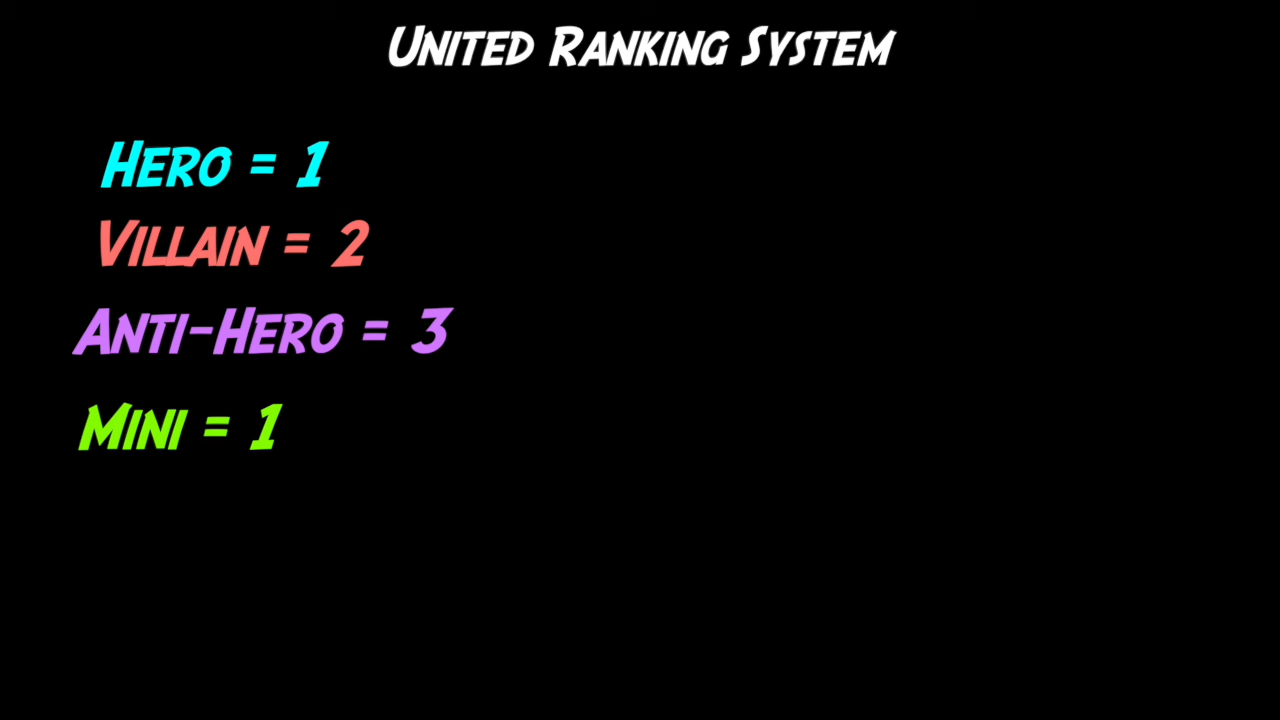 United Ranking System
Hero = 1
Villain = 2
Anti-Hero = 3
Mini = 1